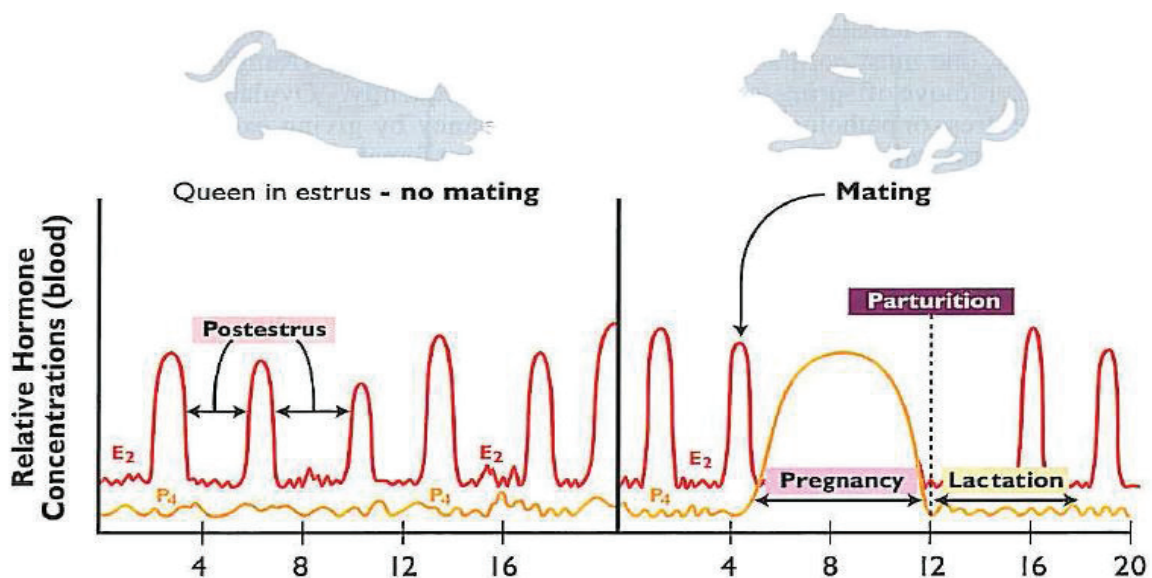 Queen in estrus - no mating
Mating
Relative Hormone
Concentrations (blood)
Postestrus
Parturition
E2
P4
E2
P4
E2
P4
Pregnancy
Lactation
4 8 12 16
4 8 12 16 20